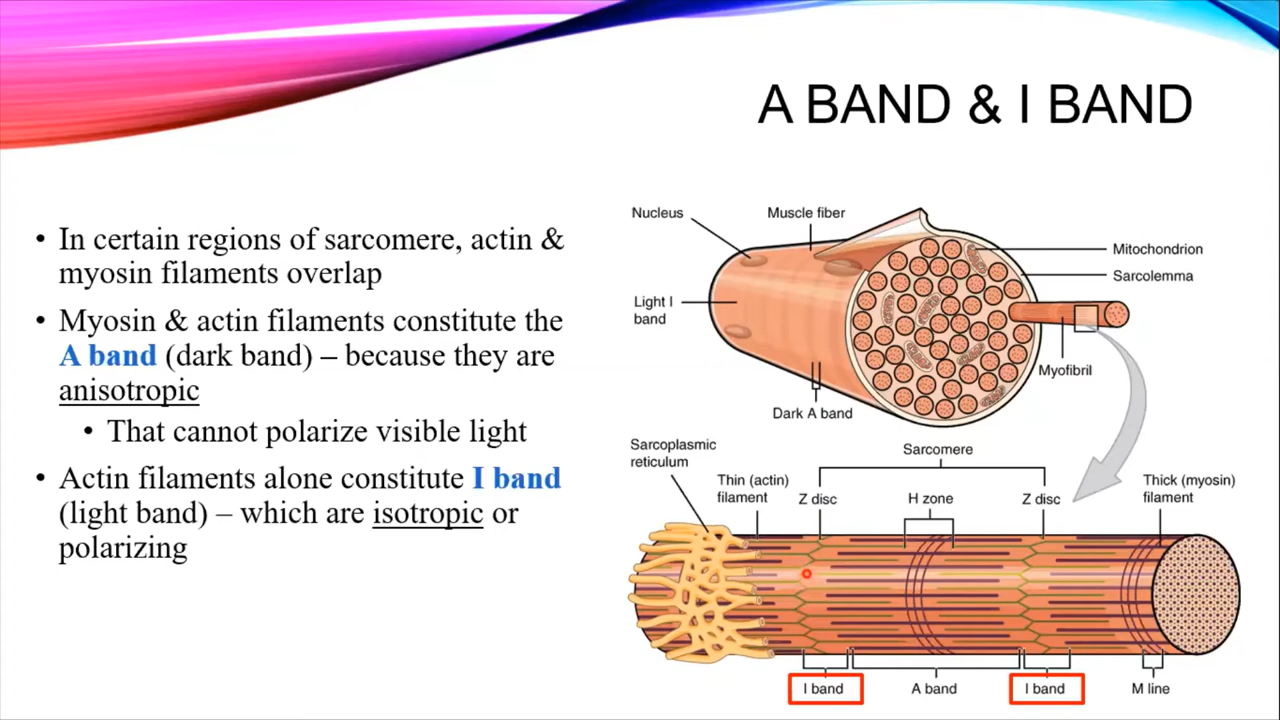 A BAND & I BAND
• In certain regions of sarcomere, actin &
myosin filaments overlap
• Myosin & actin filaments constitute the
A band (dark band) – because they are
anisotropic
• That cannot polarize visible light
• Actin filaments alone constitute I band
(light band) – which are isotropic or
polarizing
Nucleus
Muscle fiber
Mitochondrion
Sarcolemma
Light I
band
Myofibril
Dark A band
Sarcoplasmic
reticulum
Sarcomere
Thin (actin)
filament
Z disc
H zone
Z disc
Thick (myosin)
filament
I band
A band
I band
M line